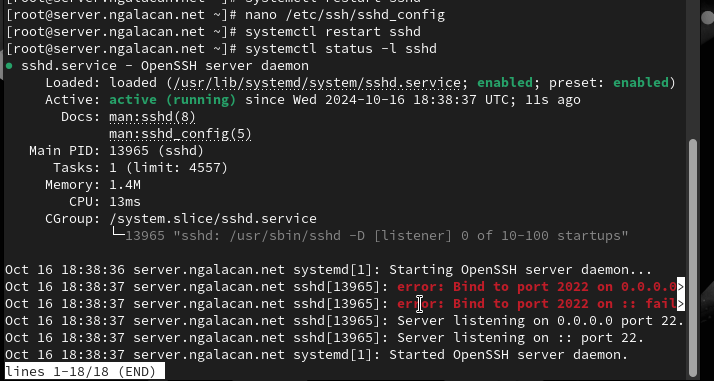 [root@server.ngalacan.net ~]# systemctl restart sshd
[root@server.ngalacan.net ~]# nano /etc/ssh/sshd_config
[root@server.ngalacan.net ~]# systemctl restart sshd
[root@server.ngalacan.net ~]# systemctl status -l sshd
● sshd.service - OpenSSH server daemon
Loaded: loaded (/usr/lib/systemd/system/sshd.service; enabled; preset: enabled)
Active: active (running) since Wed 2024-10-16 18:38:37 UTC; 11s ago
Docs: man:sshd(8)
man:sshd_config(5)
Main PID: 13965 (sshd)
Tasks: 1 (limit: 4557)
Memory: 1.4M
CPU: 13ms
CGroup: /system.slice/sshd.service
└─13965 "sshd: /usr/sbin/sshd -D [listener] 0 of 10-100 startups"
Oct 16 18:38:36 server.ngalacan.net systemd[1]: Starting OpenSSH server daemon...
Oct 16 18:38:37 server.ngalacan.net sshd[13965]: error: Bind to port 2022 on 0.0.0.0>
Oct 16 18:38:37 server.ngalacan.net sshd[13965]: error: Bind to port 2022 on :: fail>
Oct 16 18:38:37 server.ngalacan.net sshd[13965]: Server listening on 0.0.0.0 port 22.
Oct 16 18:38:37 server.ngalacan.net sshd[13965]: Server listening on :: port 22.
Oct 16 18:38:37 server.ngalacan.net systemd[1]: Started OpenSSH server daemon.
lines 1-18/18 (END)